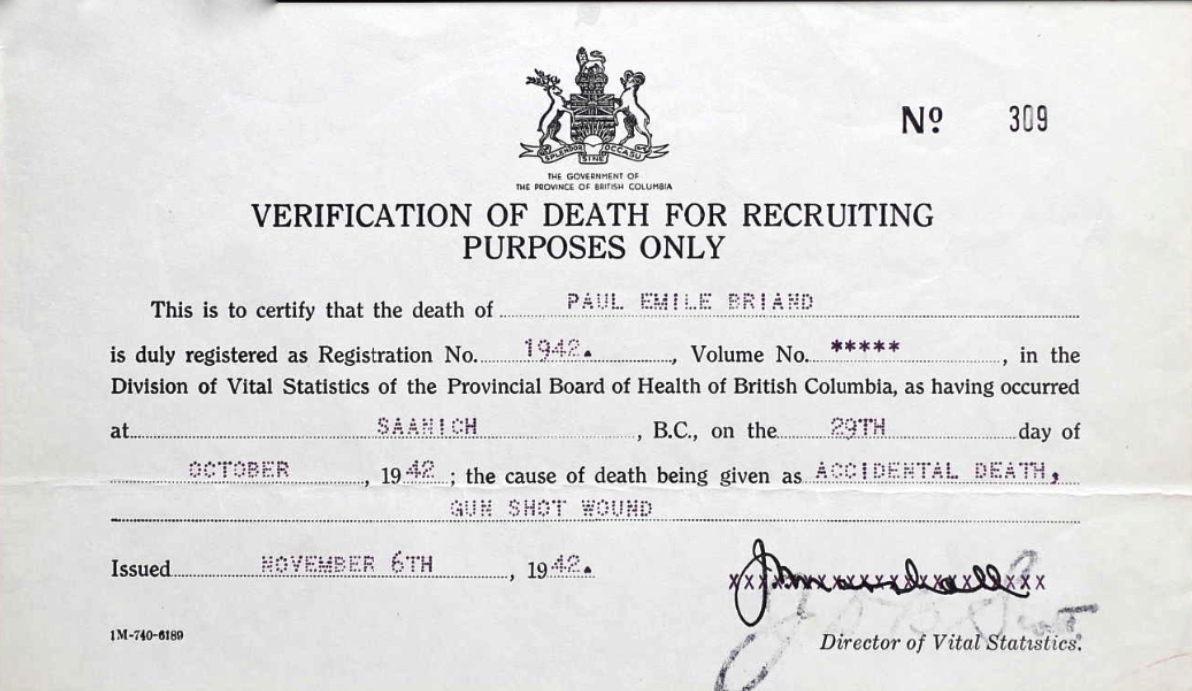 Nº 309
SPLENDOR SINE OCCASU
THE GOVERNMENT OF
THE PROVINCE OF BRITISH COLUMBIA
VERIFICATION OF DEATH FOR RECRUITING
PURPOSES ONLY
This is to certify that the death of PAUL EMILE BRIAND
is duly registered as Registration No. 1942. , Volume No. ***** , in the
Division of Vital Statistics of the Provincial Board of Health of British Columbia, as having occurred
at SAANICH , B.C., on the 29TH day of
OCTOBER , 1942 ; the cause of death being given as ACCIDENTAL DEATH,
GUN SHOT WOUND
Issued NOVEMBER 6TH , 1942.
Director of Vital Statistics.
1M-740-6189